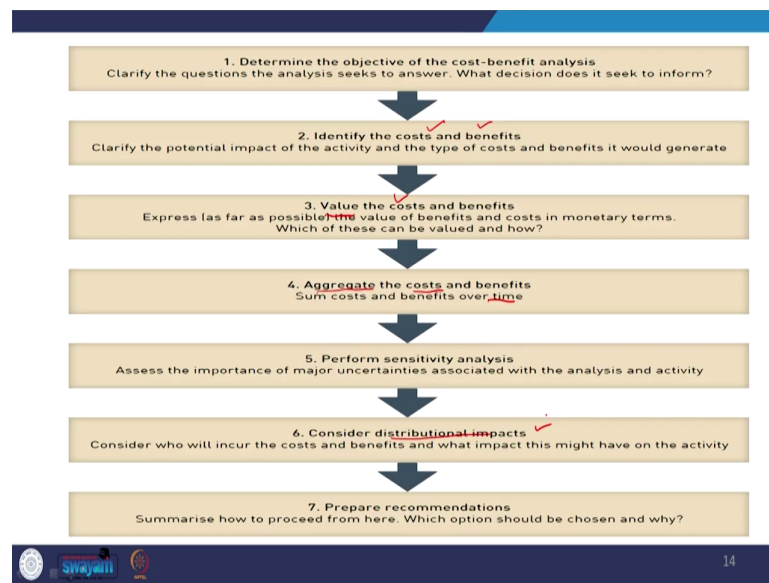 1. Determine the objective of the cost-benefit analysis
Clarify the questions the analysis seeks to answer. What decision does it seek to inform?
2. Identify the costs and benefits
Clarify the potential impact of the activity and the type of costs and benefits it would generate
3. Value the costs and benefits
Express (as far as possible) the value of benefits and costs in monetary terms.
Which of these can be valued and how?
4. Aggregate the costs and benefits
Sum costs and benefits over time
5. Perform sensitivity analysis
Assess the importance of major uncertainties associated with the analysis and activity
6. Consider distributional impacts
Consider who will incur the costs and benefits and what impact this might have on the activity
7. Prepare recommendations
Summarise how to proceed from here. Which option should be chosen and why?
swayam
14